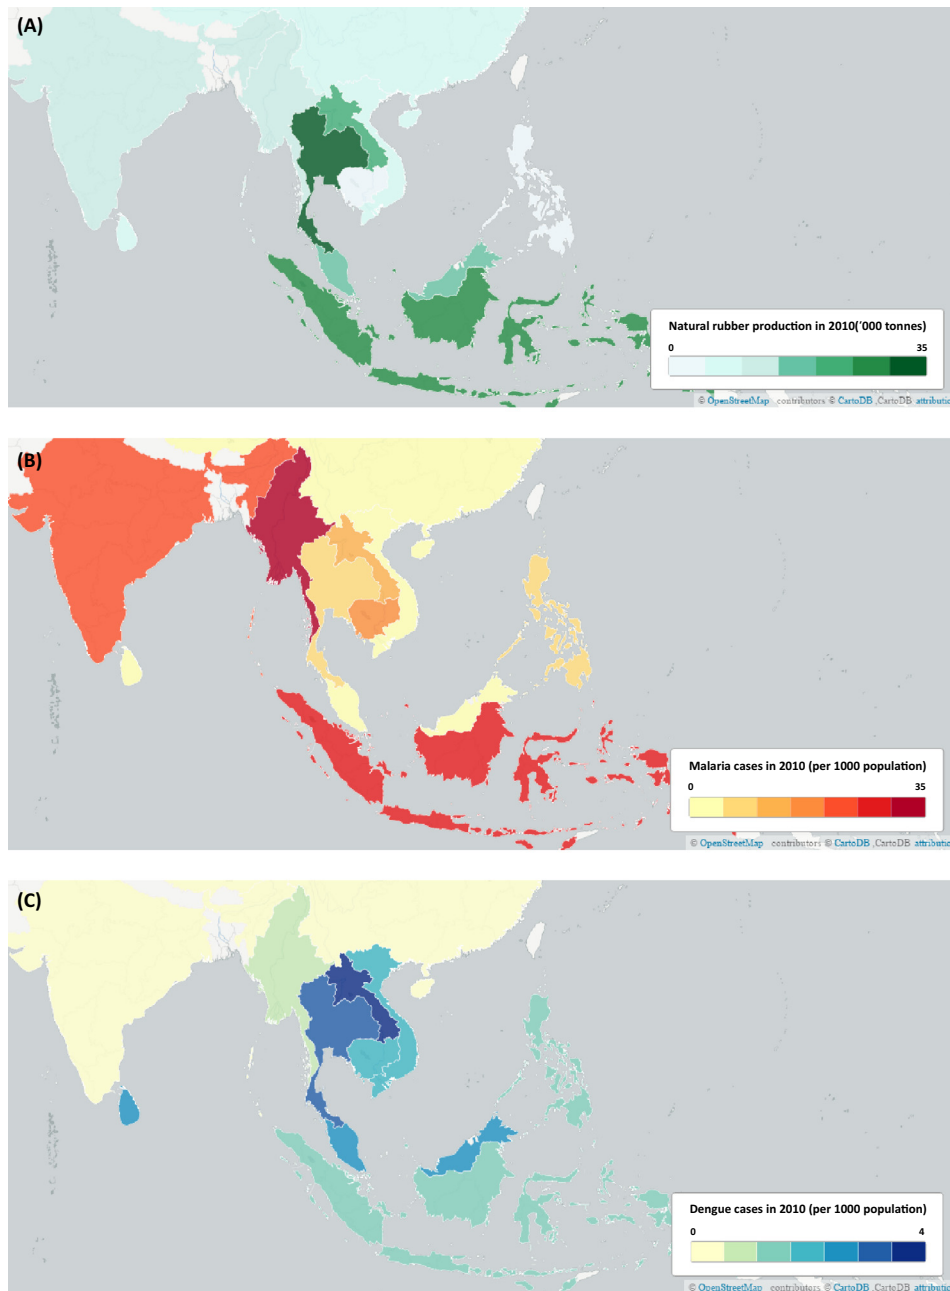 (A)
Natural rubber production in 2010('000 tonnes)
0 35
© OpenStreetMap contributors © CartoDB ,CartoDB attributio
(B)
Malaria cases in 2010 (per 1000 population)
0 35
© OpenStreetMap contributors © CartoDB ,CartoDB attributio
(C)
Dengue cases in 2010 (per 1000 population)
0 4
© OpenStreetMap contributors © CartoDB ,CartoDB attributio